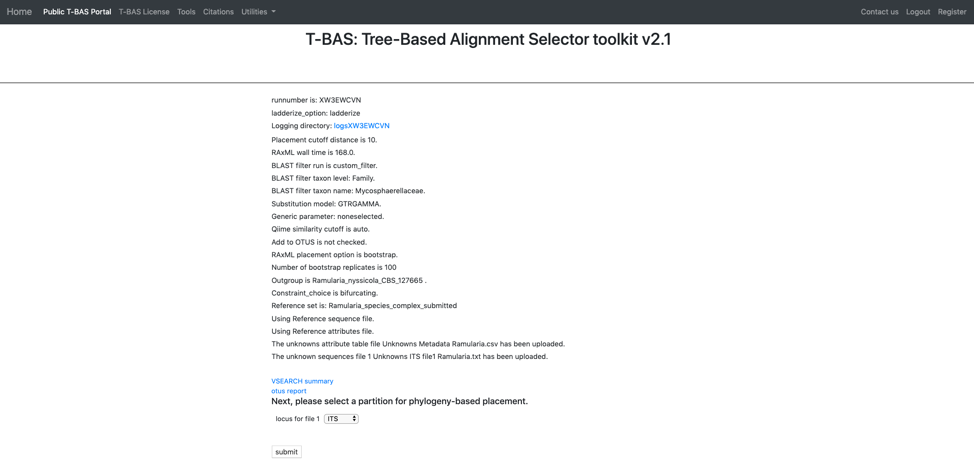 Home Public T-BAS Portal T-BAS License Tools Citations Utilities Contact us Logout Register
T-BAS: Tree-Based Alignment Selector toolkit v2.1
runnumber is: XW3EWCVN
ladderize_option: ladderize
Logging directory: logsXW3EWCVN
Placement cutoff distance is 10.
RAxML wall time is 168.0.
BLAST filter run is custom_filter.
BLAST filter taxon level: Family.
BLAST filter taxon name: Mycosphaerellaceae.
Substitution model: GTRGAMMA.
Generic parameter: noneselected.
Qiime similarity cutoff is auto.
Add to OTUS is not checked.
RAxML placement option is bootstrap.
Number of bootstrap replicates is 100
Outgroup is Ramularia_nyssicola_CBS_127665 .
Constraint_choice is bifurcating.
Reference set is: Ramularia_species_complex_submitted
Using Reference sequence file.
Using Reference attributes file.
The unknowns attribute table file Unknowns Metadata Ramularia.csv has been uploaded.
The unknown sequences file 1 Unknowns ITS file1 Ramularia.txt has been uploaded.
VSEARCH summary
otus report
Next, please select a partition for phylogeny-based placement.
locus for file 1 ITS
submit